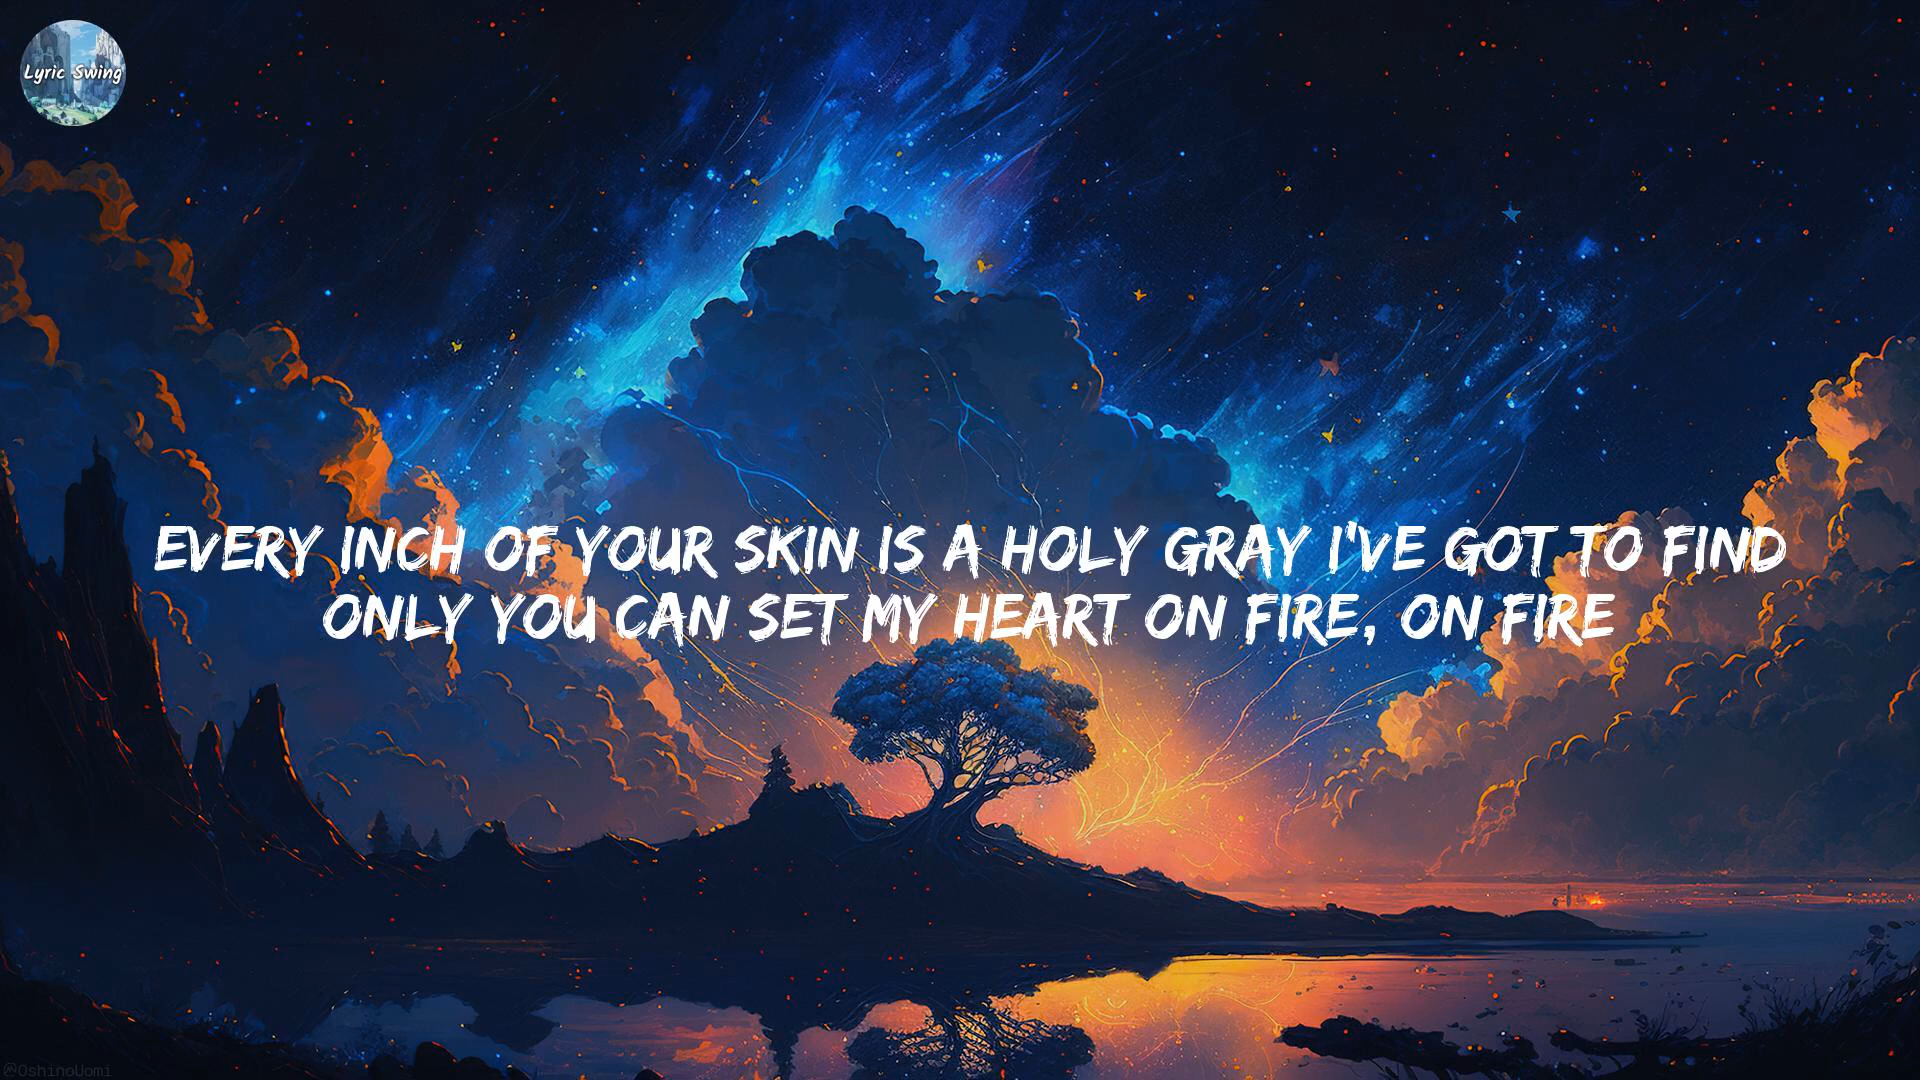 Lyric Swing
EVERY INCH OF YOUR SKIN IS A HOLY GRAY I'VE GOT TO FIND
ONLY YOU CAN SET MY HEART ON FIRE, ON FIRE
@OshinoUomi